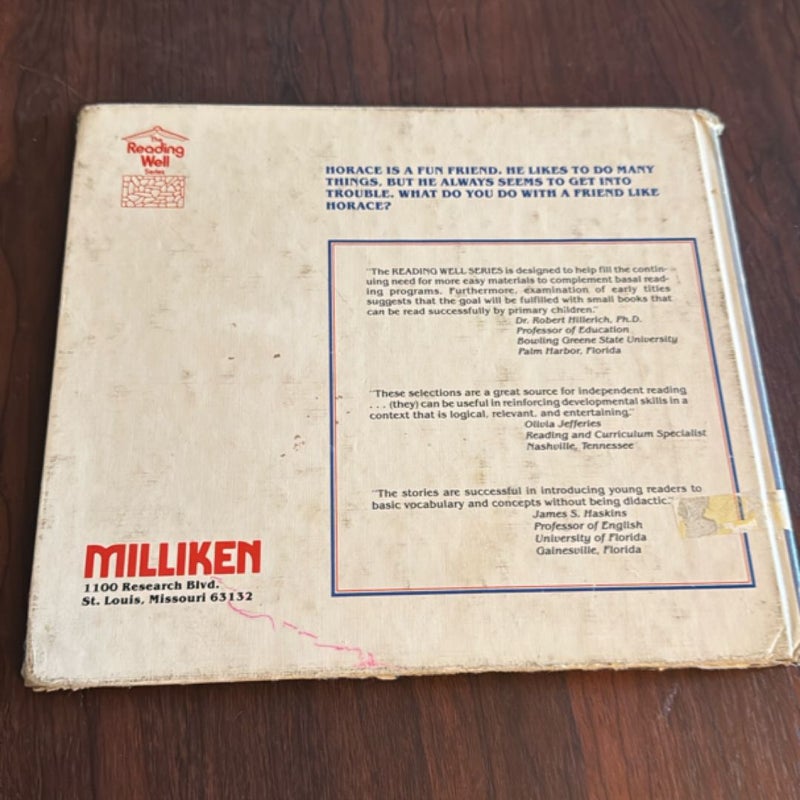 The
Reading
Well
Series
HORACE IS A FUN FRIEND. HE LIKES TO DO MANY
THINGS, BUT HE ALWAYS SEEMS TO GET INTO
TROUBLE. WHAT DO YOU DO WITH A FRIEND LIKE
HORACE?
"The READING WELL SERIES is designed to help fill the contin-
uing need for more easy materials to complement basal read-
ing programs. Furthermore, examination of early titles
suggests that the goal will be fulfilled with small books that
can be read successfully by primary children."
Dr. Robert Hillerich, Ph.D.
Professor of Education
Bowling Greene State University
Palm Harbor, Florida
"These selections are a great source for independent reading
. . . (they) can be useful in reinforcing developmental skills in a
context that is logical, relevant, and entertaining."
Olivia Jefferies
Reading and Curriculum Specialist
Nashville, Tennessee
"The stories are successful in introducing young readers to
basic vocabulary and concepts without being didactic."
James S. Haskins
Professor of English
University of Florida
Gainesville, Florida
MILLIKEN
1100 Research Blvd.
St. Louis, Missouri 63132